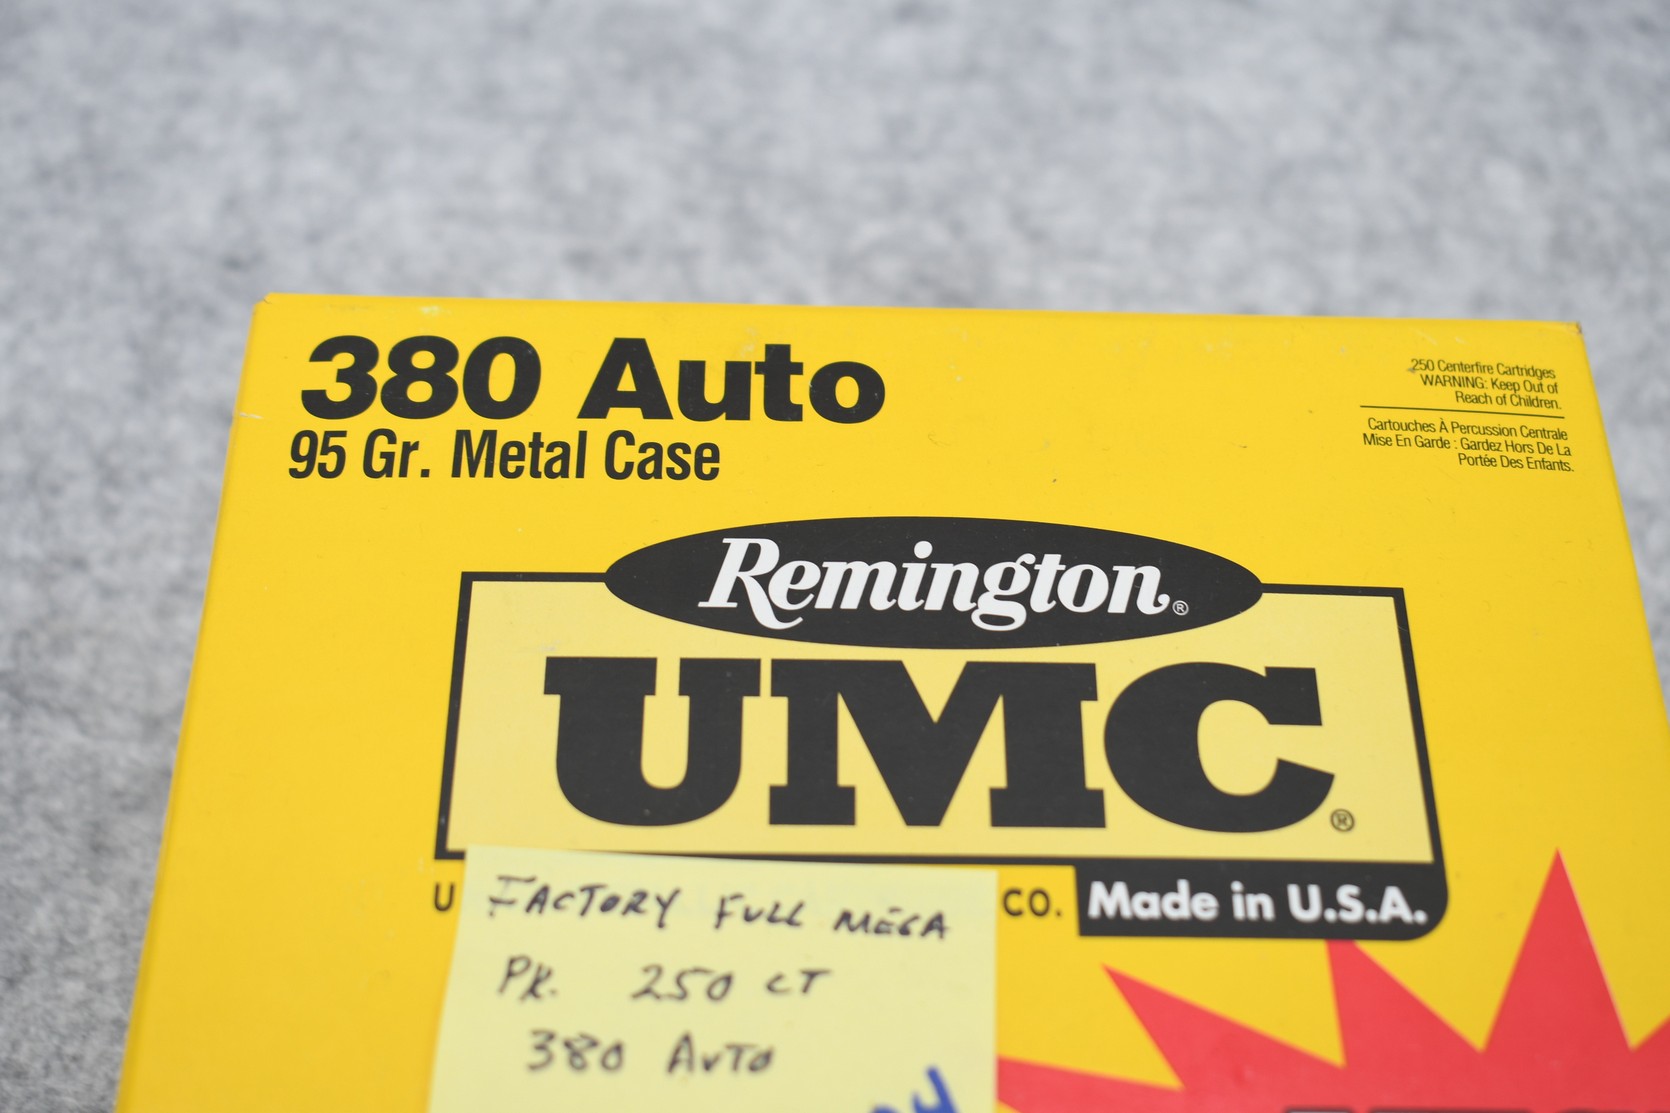 380 Auto
95 Gr. Metal Case
250 Centerfire Cartridges
WARNING: Keep Out of
Reach of Children.
Cartouches À Percussion Centrale
Mise En Garde : Gardez Hors De La
Portée Des Enfants.
Remington®
UMC®
U
CO.
Made in U.S.A.
FACTORY FULL MEGA
PK. 250 CT
380 AUTO